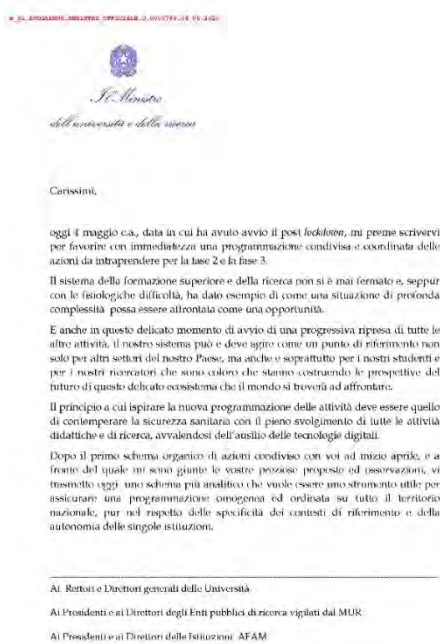 Il Ministro
dell'università e della ricerca
Carissimi,
oggi 4 maggio c.a., data in cui ha avuto avvio il post lockdown, mi preme scrivervi
per favorire con immediatezza una programmazione condivisa e coordinata delle
azioni da intraprendere per la fase 2 e la fase 3.
Il sistema della formazione superiore e della ricerca non si è mai fermato e, seppur
con le fisiologiche difficoltà, ha dato esempio di come una situazione di profonda
complessità possa essere affrontata come una opportunità.
E anche in questo delicato momento di avvio di una progressiva ripresa di tutte le
altre attività, il nostro sistema può e deve agire come un punto di riferimento non
solo per altri settori del nostro Paese, ma anche e soprattutto per i nostri studenti e
per i nostri ricercatori che sono coloro che stanno costruendo le prospettive del
futuro di questo delicato ecosistema che il mondo si troverà ad affrontare.
Il principio a cui ispirare la nuova programmazione delle attività deve essere quello
di contemperare la sicurezza sanitaria con il pieno svolgimento di tutte le attività
didattiche e di ricerca, avvalendosi dell'ausilio delle tecnologie digitali.
Dopo il primo schema organico di azioni condiviso con voi ad inizio aprile, e a
fronte del quale mi sono giunte le vostre preziose proposte ed osservazioni, vi
trasmetto oggi uno schema più analitico che vuole essere uno strumento utile per
assicurare una programmazione omogenea ed ordinata su tutto il territorio
nazionale, pur nel rispetto delle specificità dei contesti di riferimento e della
autonomia delle singole istituzioni.
Ai Rettori e Direttori generali delle Università
Ai Presidenti e ai Direttori degli Enti pubblici di ricerca vigilati dal MUR
Ai Presidenti e ai Direttori delle Istituzioni AFAM